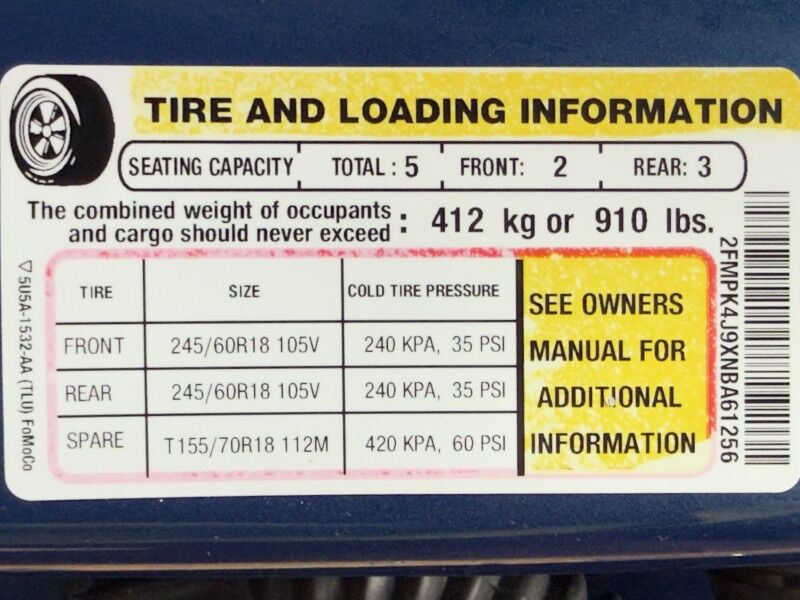 TIRE AND LOADING INFORMATION
SEATING CAPACITY TOTAL : 5 FRONT: 2 REAR: 3
The combined weight of occupants
and cargo should never exceed : 412 kg or 910 lbs.
TIRE SIZE COLD TIRE PRESSURE
FRONT 245/60R18 105V 240 KPA, 35 PSI
REAR 245/60R18 105V 240 KPA, 35 PSI
SPARE T155/70R18 112M 420 KPA, 60 PSI
SEE OWNERS
MANUAL FOR
ADDITIONAL
INFORMATION
2FMPK4J9XNBA61256
5U5A-1532-AA (TLU) FoMoCo